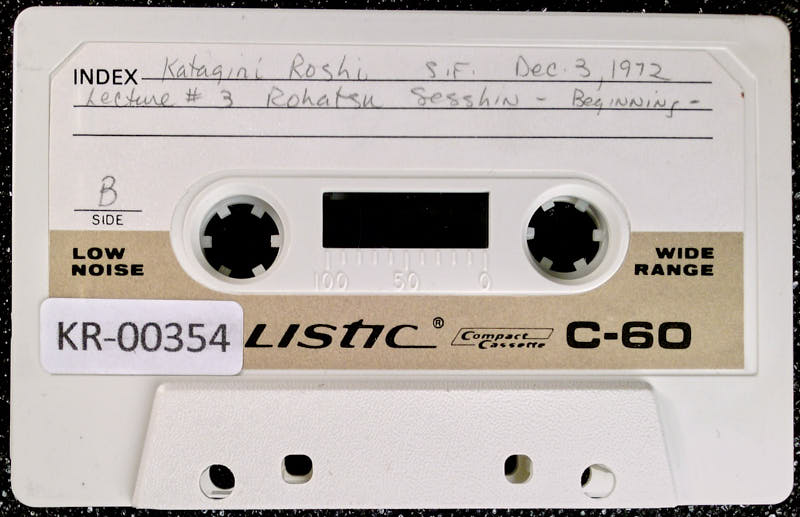 INDEX Katagiri Roshi S.F. Dec. 3, 1972
Lecture # 3 Rohatsu Sesshin - Beginning -
B
SIDE
LOW NOISE
WIDE RANGE
100 50 0
KR-00354
LISTIC ® Compact Cassette C-60